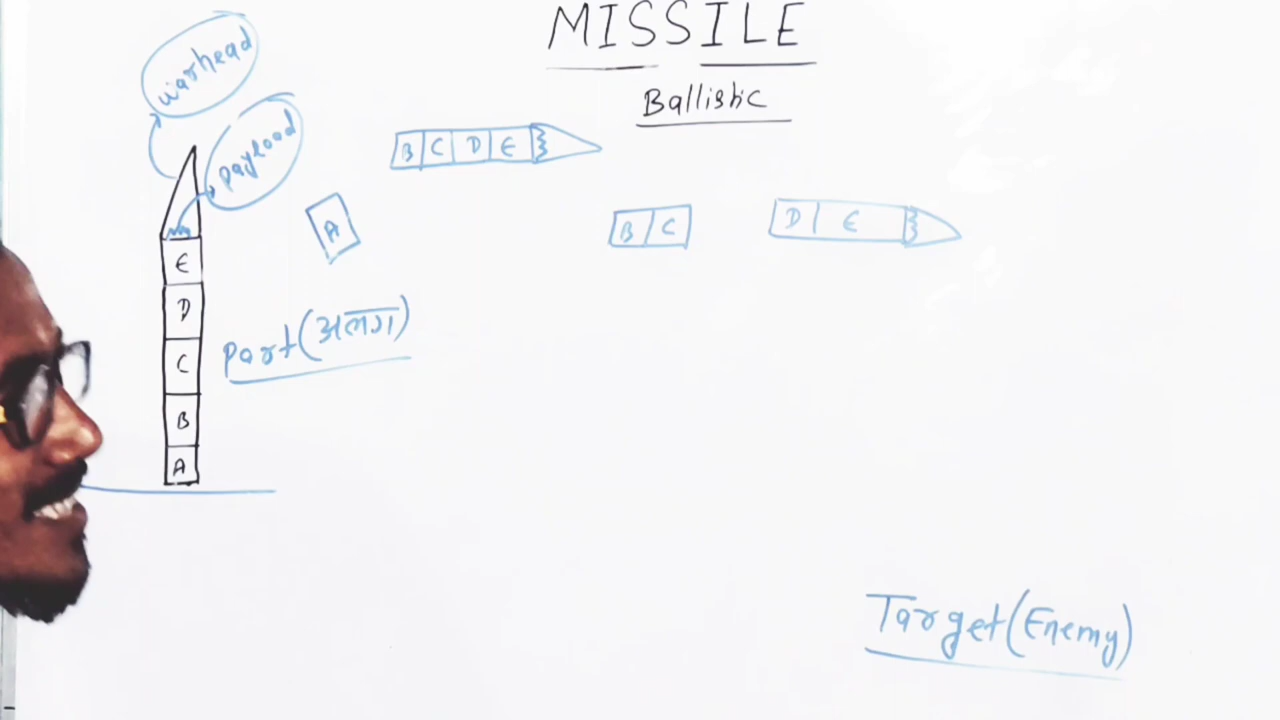 MISSILE
Ballistic
warhead
payload
B C D E
A
B C
D E
E
D
C
B
A
Part (अलग)
Target (Enemy)